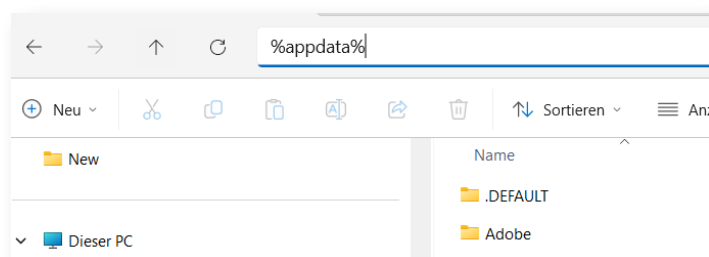 %appdata%
Neu
Sortieren
New
Name
.DEFAULT
Dieser PC
Adobe